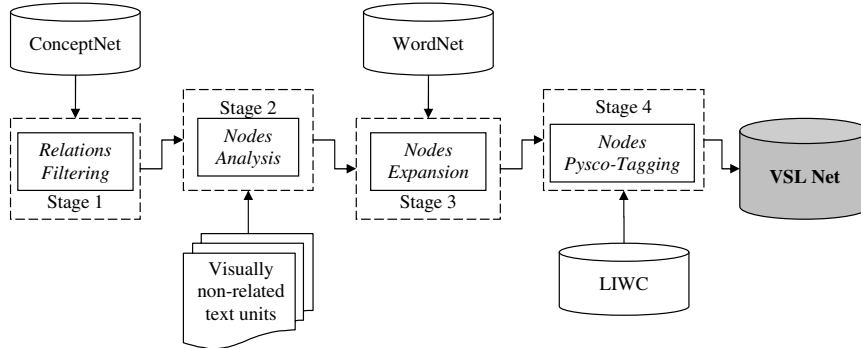 ConceptNet
WordNet
Stage 2
Stage 4
Relations
Filtering
Nodes
Analysis
Nodes
Expansion
Nodes
Pysco-Tagging
VSL Net
Stage 1
Stage 3
Visually
non-related
text units
LIWC